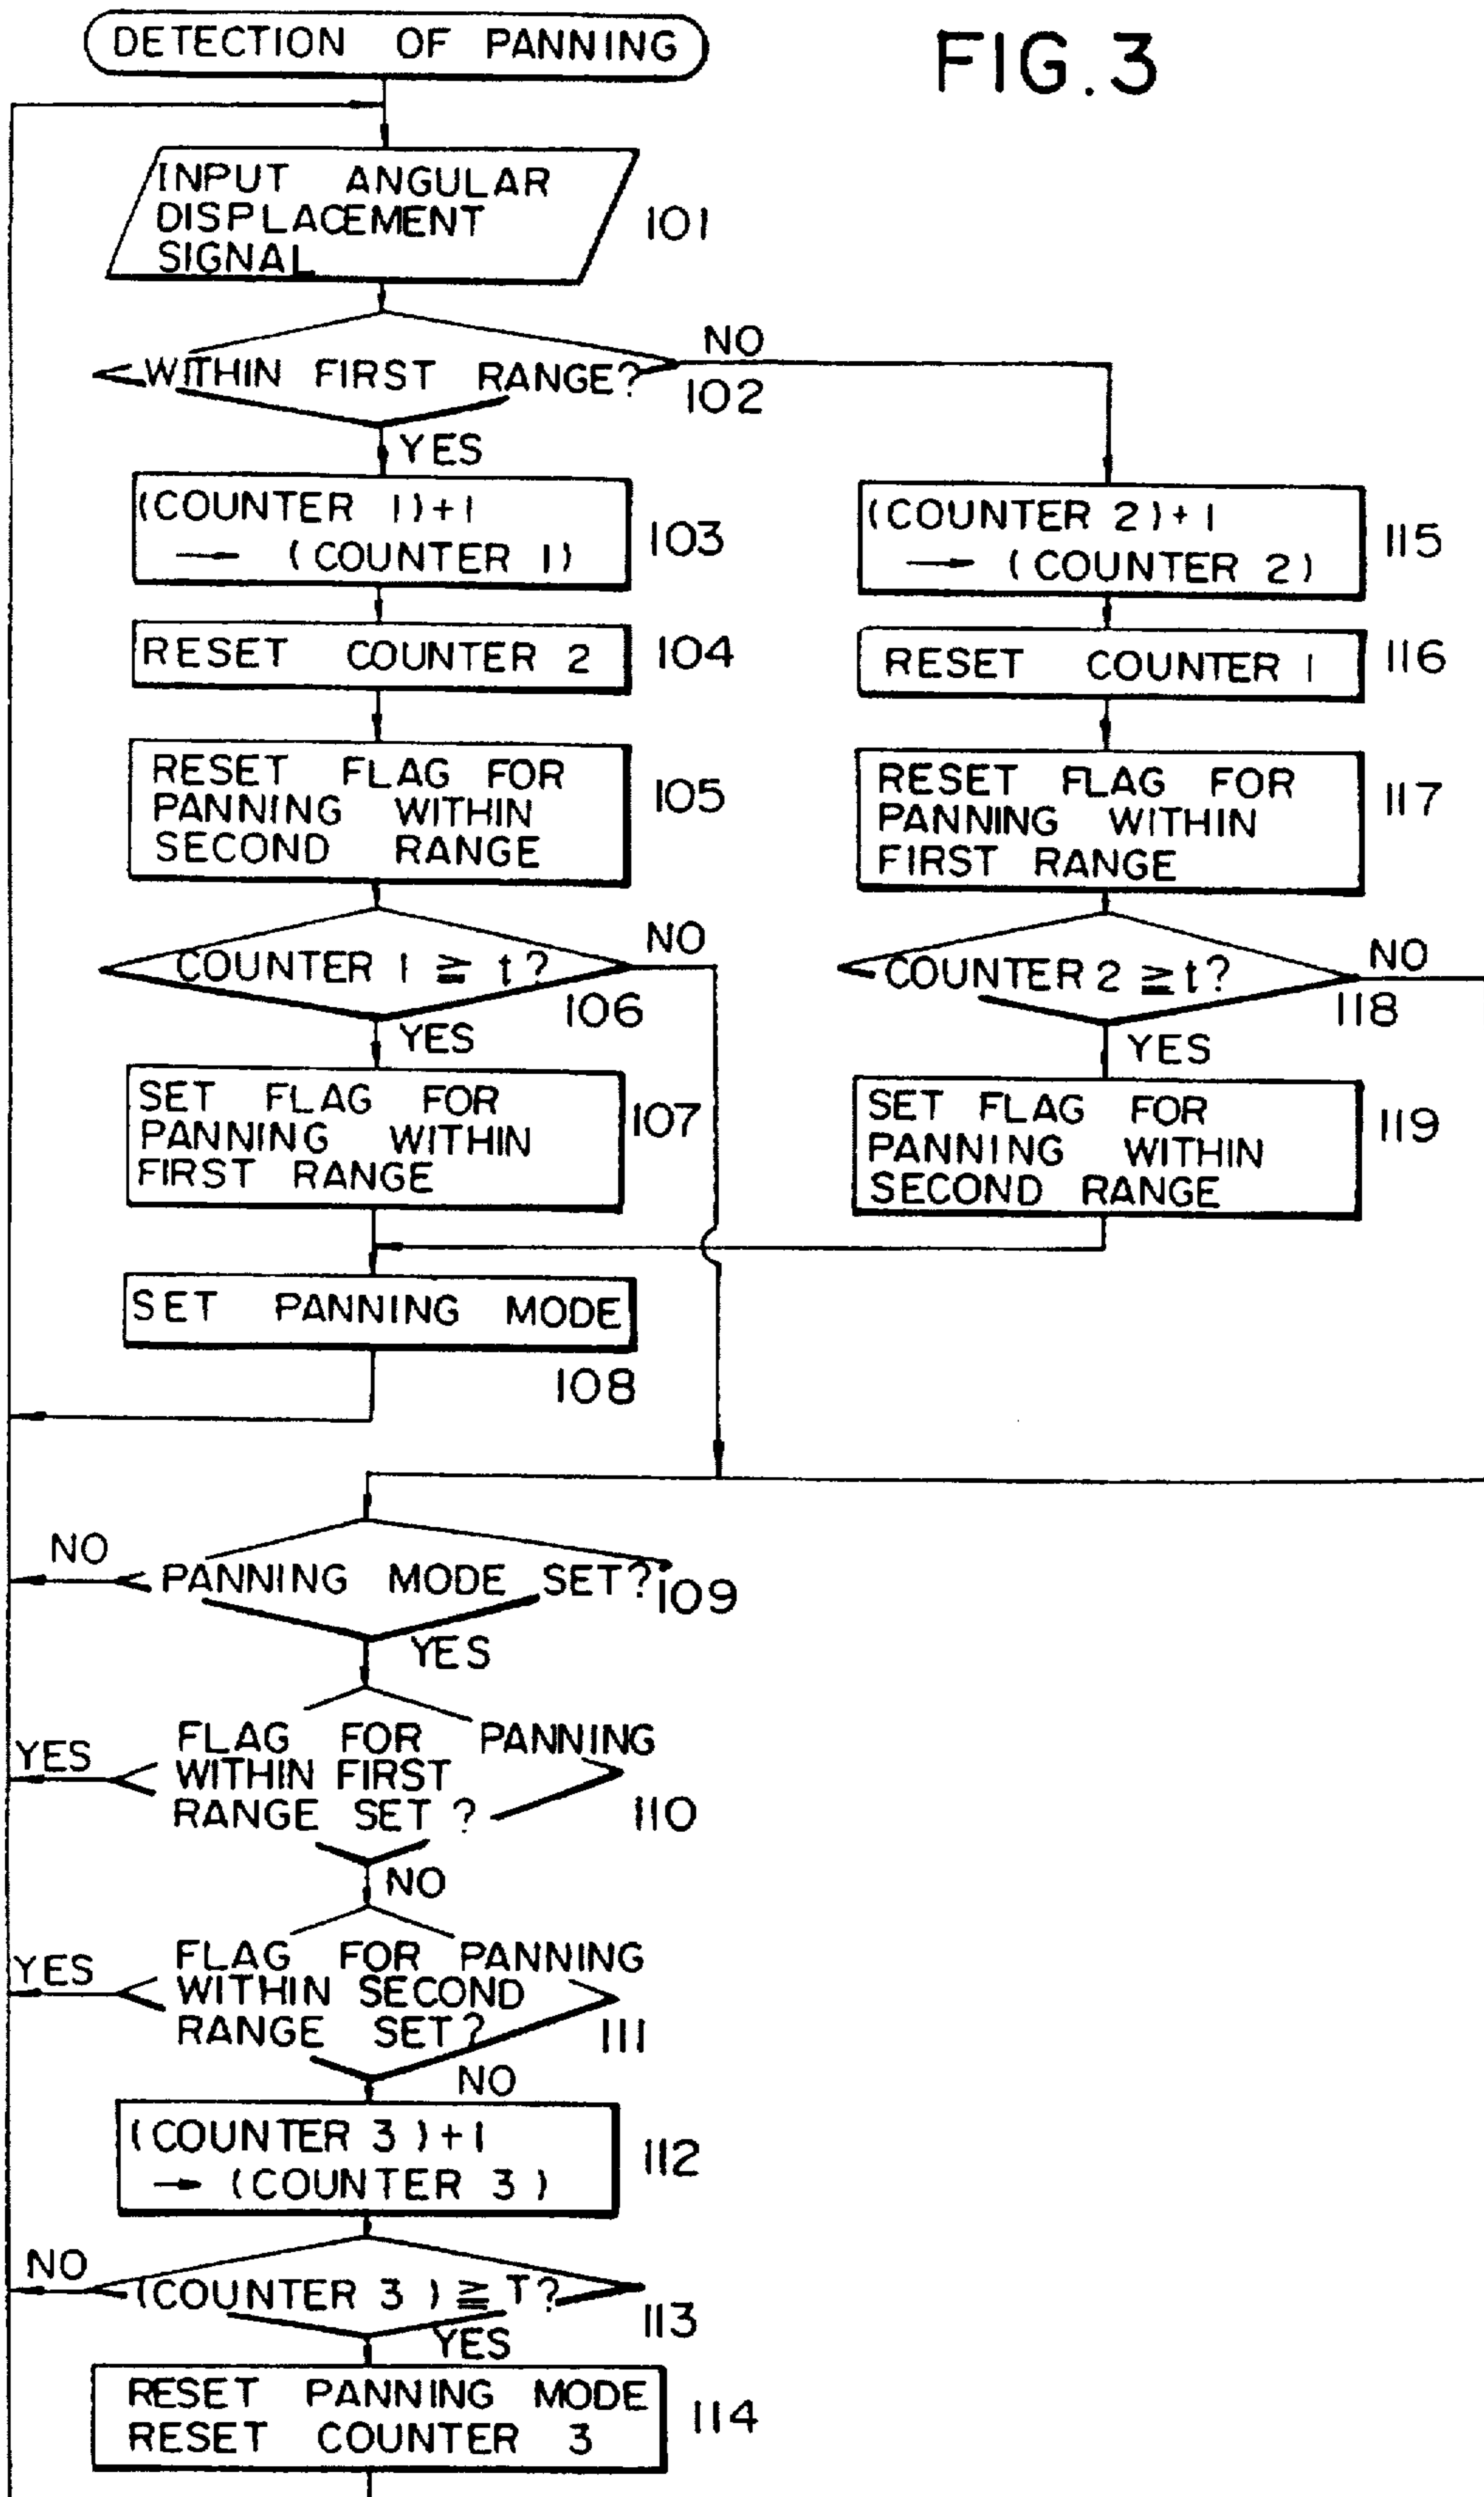 DETECTION OF PANNING
FIG. 3
INPUT ANGULAR
DISPLACEMENT
SIGNAL
101
WITHIN FIRST RANGE?
NO
102
YES
(COUNTER 1)+1
→ (COUNTER 1)
103
RESET COUNTER 2
104
RESET FLAG FOR
PANNING WITHIN
SECOND RANGE
105
COUNTER 1 ≧ t?
NO
106
YES
SET FLAG FOR
PANNING WITHIN
FIRST RANGE
107
SET PANNING MODE
108
(COUNTER 2)+1
→ (COUNTER 2)
115
RESET COUNTER 1
116
RESET FLAG FOR
PANNING WITHIN
FIRST RANGE
117
COUNTER 2 ≧ t?
NO
118
YES
SET FLAG FOR
PANNING WITHIN
SECOND RANGE
119
NO
PANNING MODE SET?
109
YES
YES
FLAG FOR PANNING
WITHIN FIRST
RANGE SET ?
110
NO
YES
FLAG FOR PANNING
WITHIN SECOND
RANGE SET?
111
NO
(COUNTER 3)+1
→ (COUNTER 3)
112
NO
(COUNTER 3) ≧ T?
113
YES
RESET PANNING MODE
RESET COUNTER 3
114